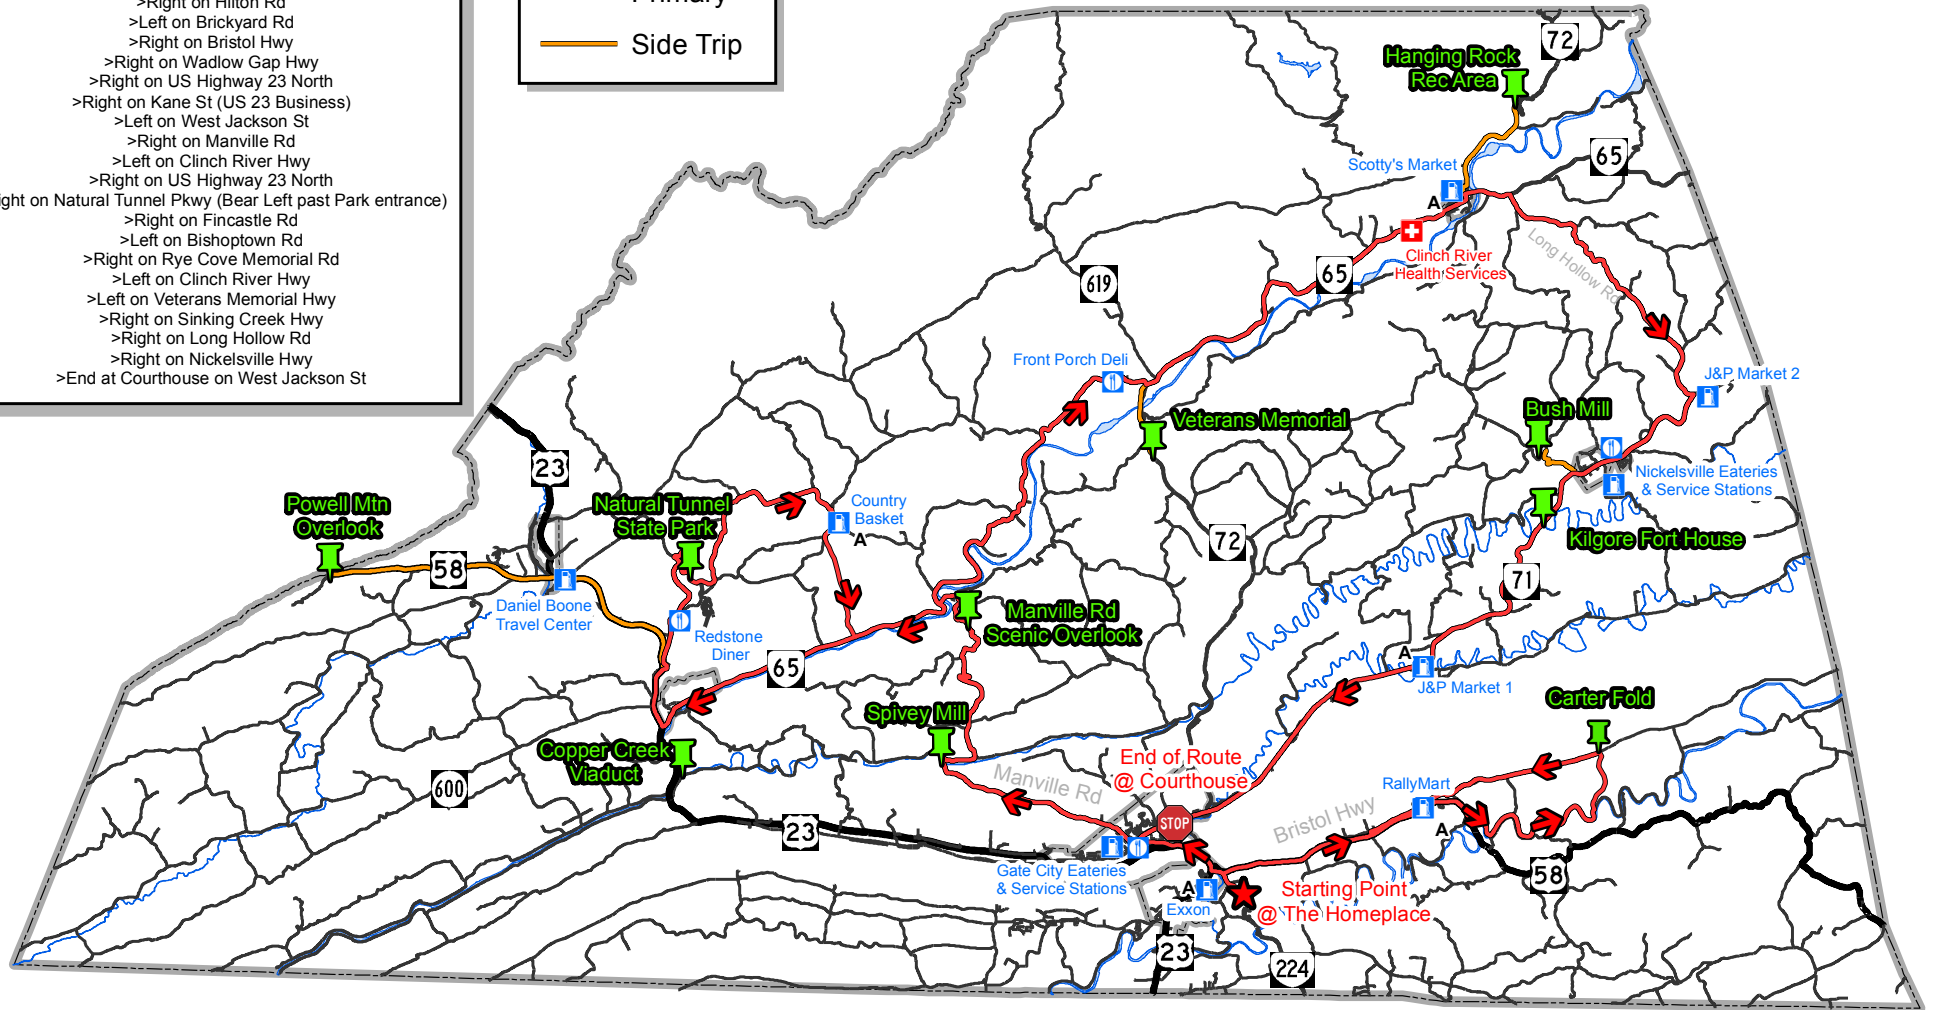 >Right on Hilton Rd
>Left on Brickyard Rd
>Right on Bristol Hwy
>Right on Wadlow Gap Hwy
>Right on US Highway 23 North
>Right on Kane St (US 23 Business)
>Left on West Jackson St
>Right on Manville Rd
>Left on Clinch River Hwy
>Right on US Highway 23 North
ight on Natural Tunnel Pkwy (Bear Left past Park entrance)
>Right on Fincastle Rd
>Left on Bishoptown Rd
>Right on Rye Cove Memorial Rd
>Left on Clinch River Hwy
>Left on Veterans Memorial Hwy
>Right on Sinking Creek Hwy
>Right on Long Hollow Rd
>Right on Nickelsville Hwy
>End at Courthouse on West Jackson St
Primary
Side Trip
72
Hanging Rock
Rec Area
65
Scotty's Market
A
Clinch River
Health Services
Long Hollow Rd
65
619
Front Porch Deli
J&P Market 2
Veterans Memorial
Bush Mill
Nickelsville Eateries
& Service Stations
23
Powell Mtn
Overlook
Natural Tunnel
State Park
Country
Basket
A
72
Kilgore Fort House
58
71
Daniel Boone
Travel Center
Redstone
Diner
Manville Rd
Scenic Overlook
65
A
J&P Market 1
Carter Fold
Spivey Mill
Copper Creek
Viaduct
600
23
Manville Rd
End of Route
@ Courthouse
STOP
Bristol Hwy
RallyMart
A
58
Gate City Eateries
& Service Stations
A
Exxon
Starting Point
@ The Homeplace
23
224